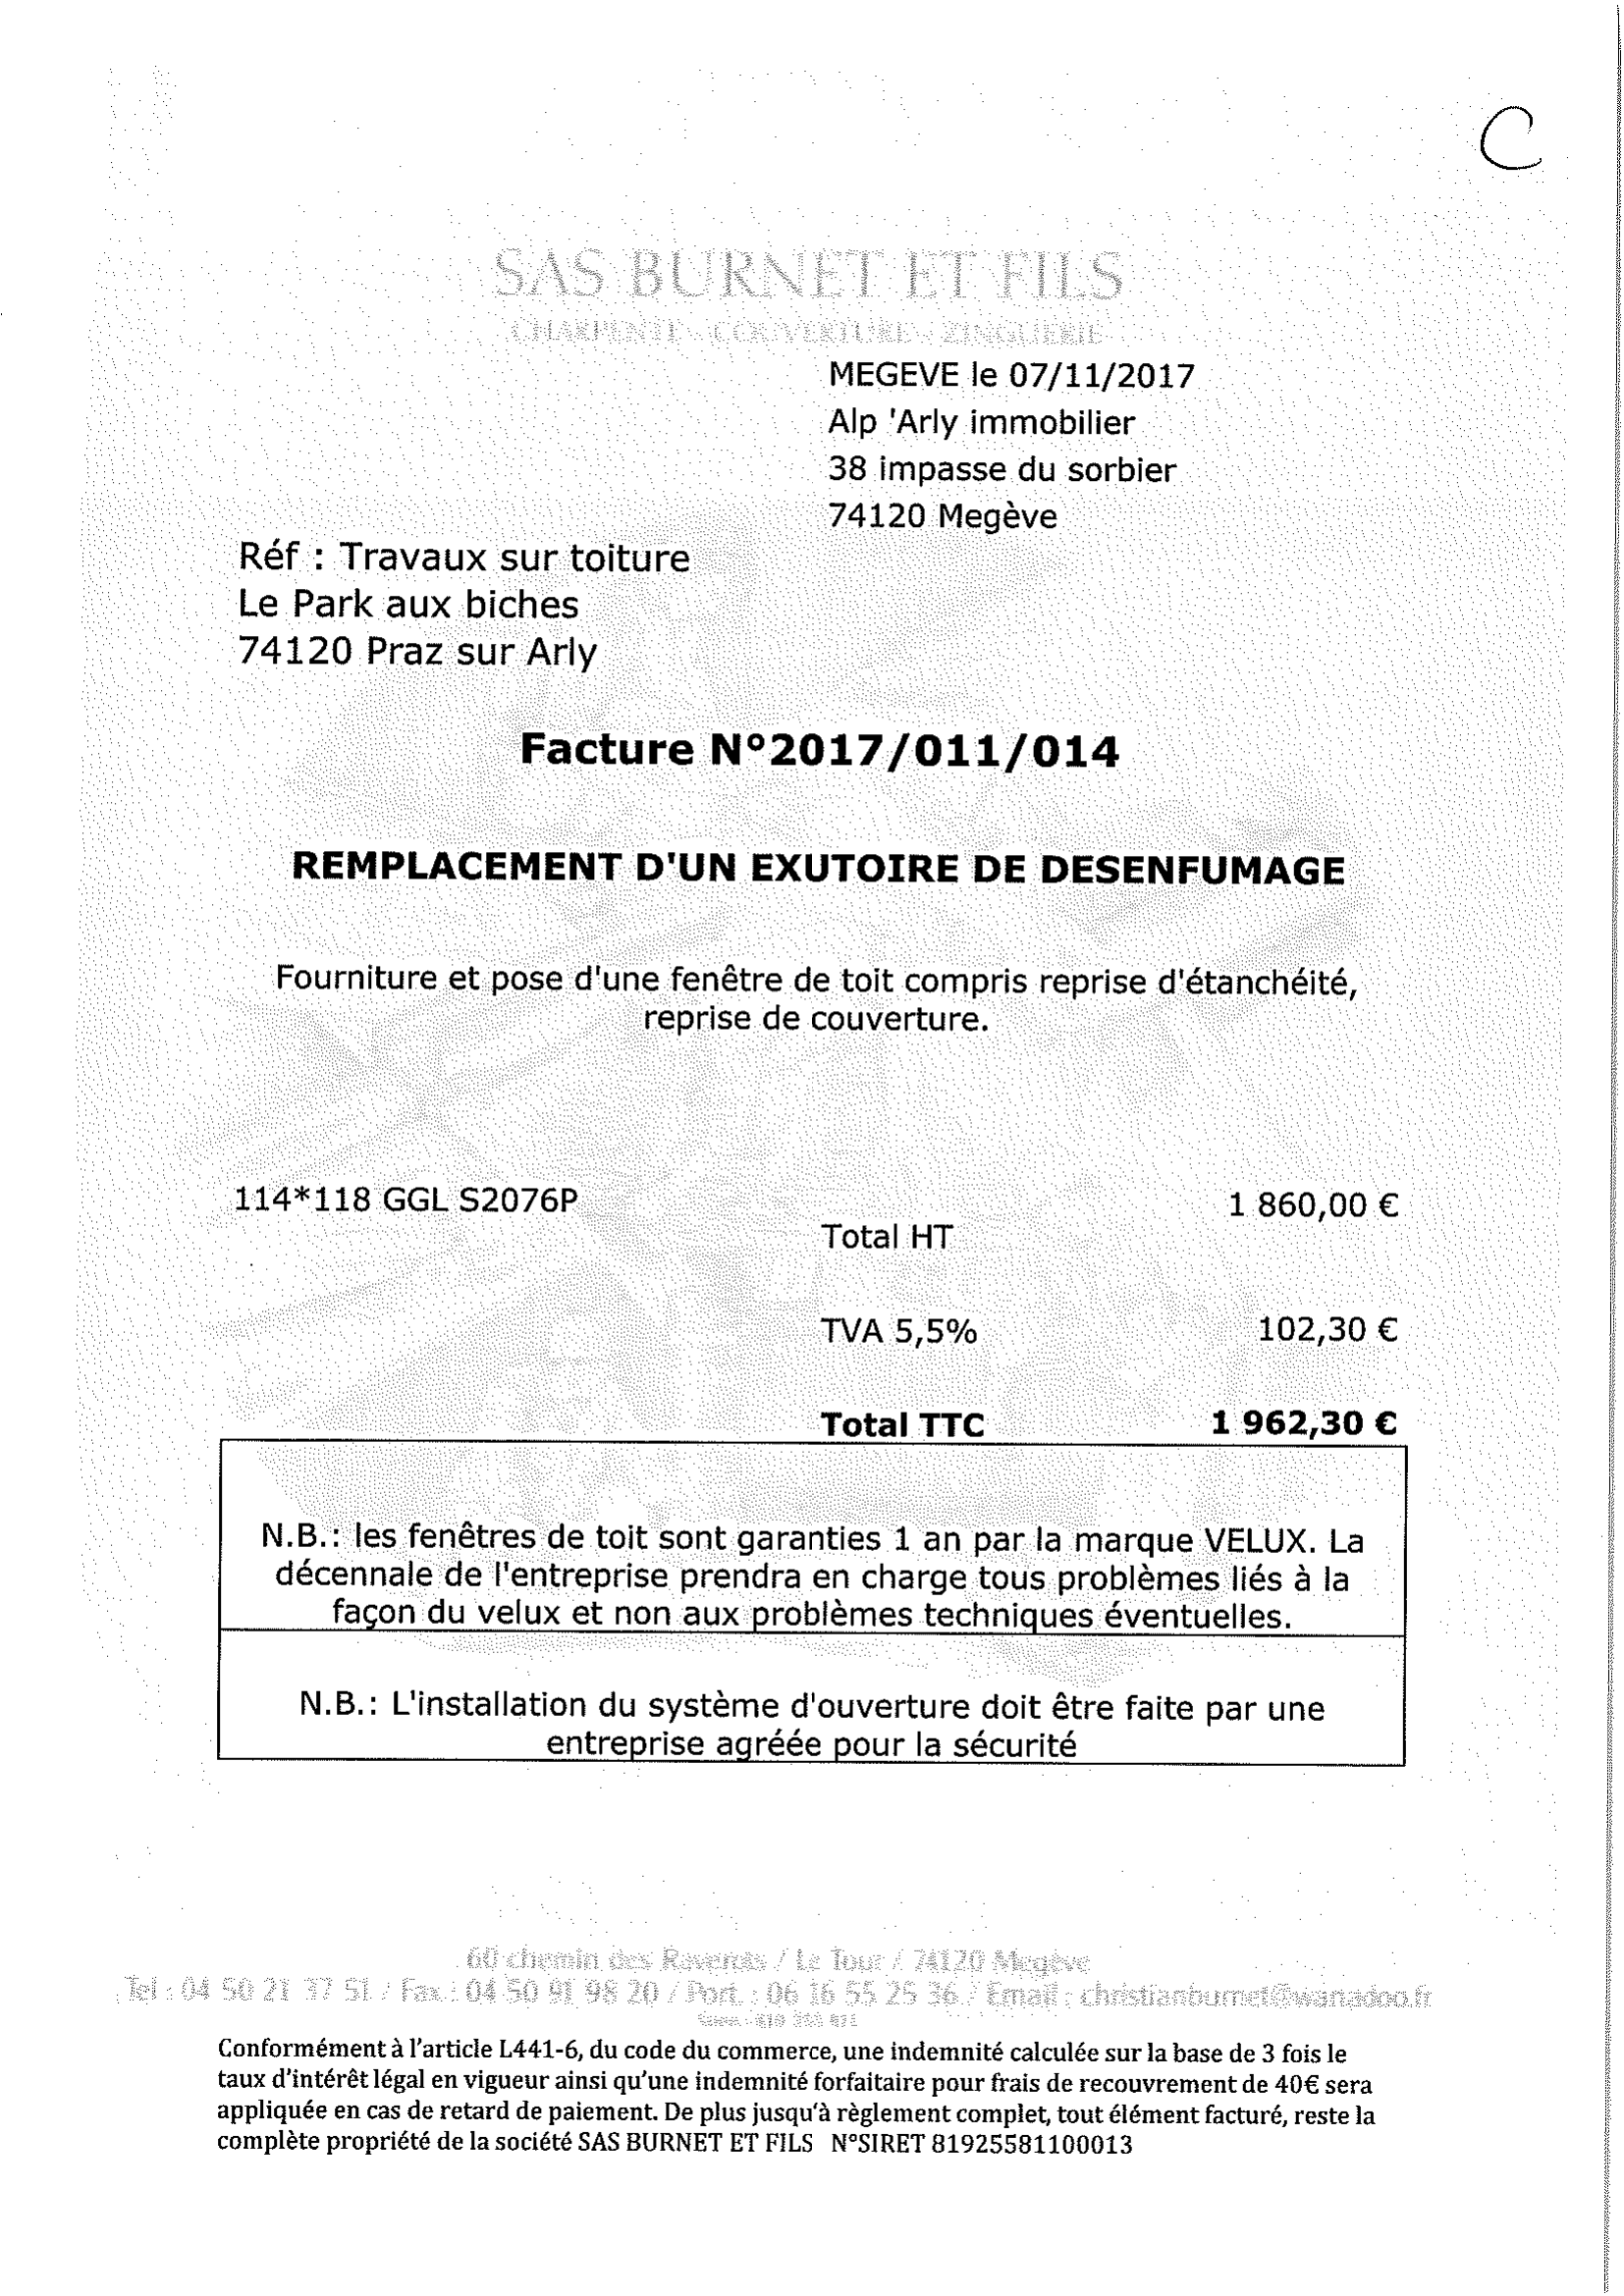 C
SAS BURNET ET FILS
CHARPENTE - COUVERTURE - ZINGUERIE
MEGEVE le 07/11/2017
Alp 'Arly immobilier
38 impasse du sorbier
74120 Megève
Réf : Travaux sur toiture
Le Park aux biches
74120 Praz sur Arly
Facture N°2017/011/014
REMPLACEMENT D'UN EXUTOIRE DE DESENFUMAGE
Fourniture et pose d'une fenêtre de toit compris reprise d'étanchéité,
reprise de couverture.
114*118 GGL S2076P 1 860,00 €
Total HT
TVA 5,5% 102,30 €
Total TTC 1 962,30 €
N.B.: les fenêtres de toit sont garanties 1 an par la marque VELUX. La
décennale de l'entreprise prendra en charge tous problèmes liés à la
façon du velux et non aux problèmes techniques éventuelles.
N.B.: L'installation du système d'ouverture doit être faite par une
entreprise agréée pour la sécurité
60 chemin des / Le Tour / 74120 Megève
Tel : 04 50 21 37 51 / Fax : 04 50 91 98 20 / Port. : 06 16 55 25 36 / Email : christianburnet@wanadoo.fr
Conformément à l'article L441-6, du code du commerce, une indemnité calculée sur la base de 3 fois le
taux d'intérêt légal en vigueur ainsi qu'une indemnité forfaitaire pour frais de recouvrement de 40€ sera
appliquée en cas de retard de paiement. De plus jusqu'à règlement complet, tout élément facturé, reste la
complète propriété de la société SAS BURNET ET FILS N°SIRET 81925581100013